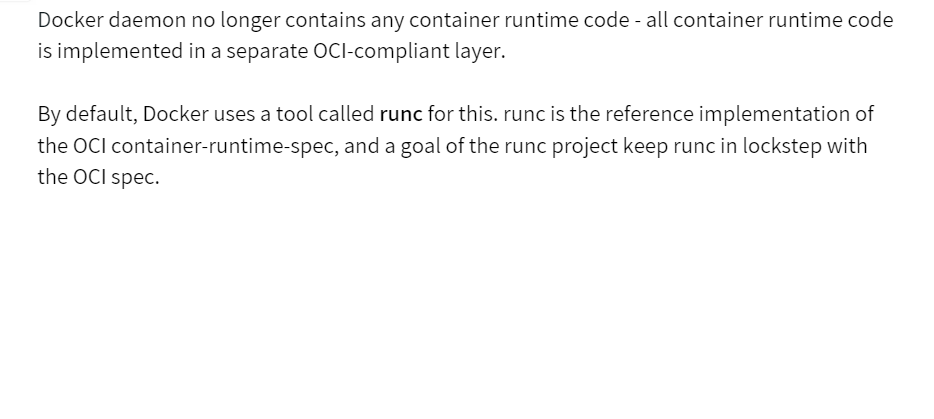 Docker daemon no longer contains any container runtime code - all container runtime code
is implemented in a separate OCI-compliant layer.
By default, Docker uses a tool called runc for this. runc is the reference implementation of
the OCI container-runtime-spec, and a goal of the runc project keep runc in lockstep with
the OCI spec.